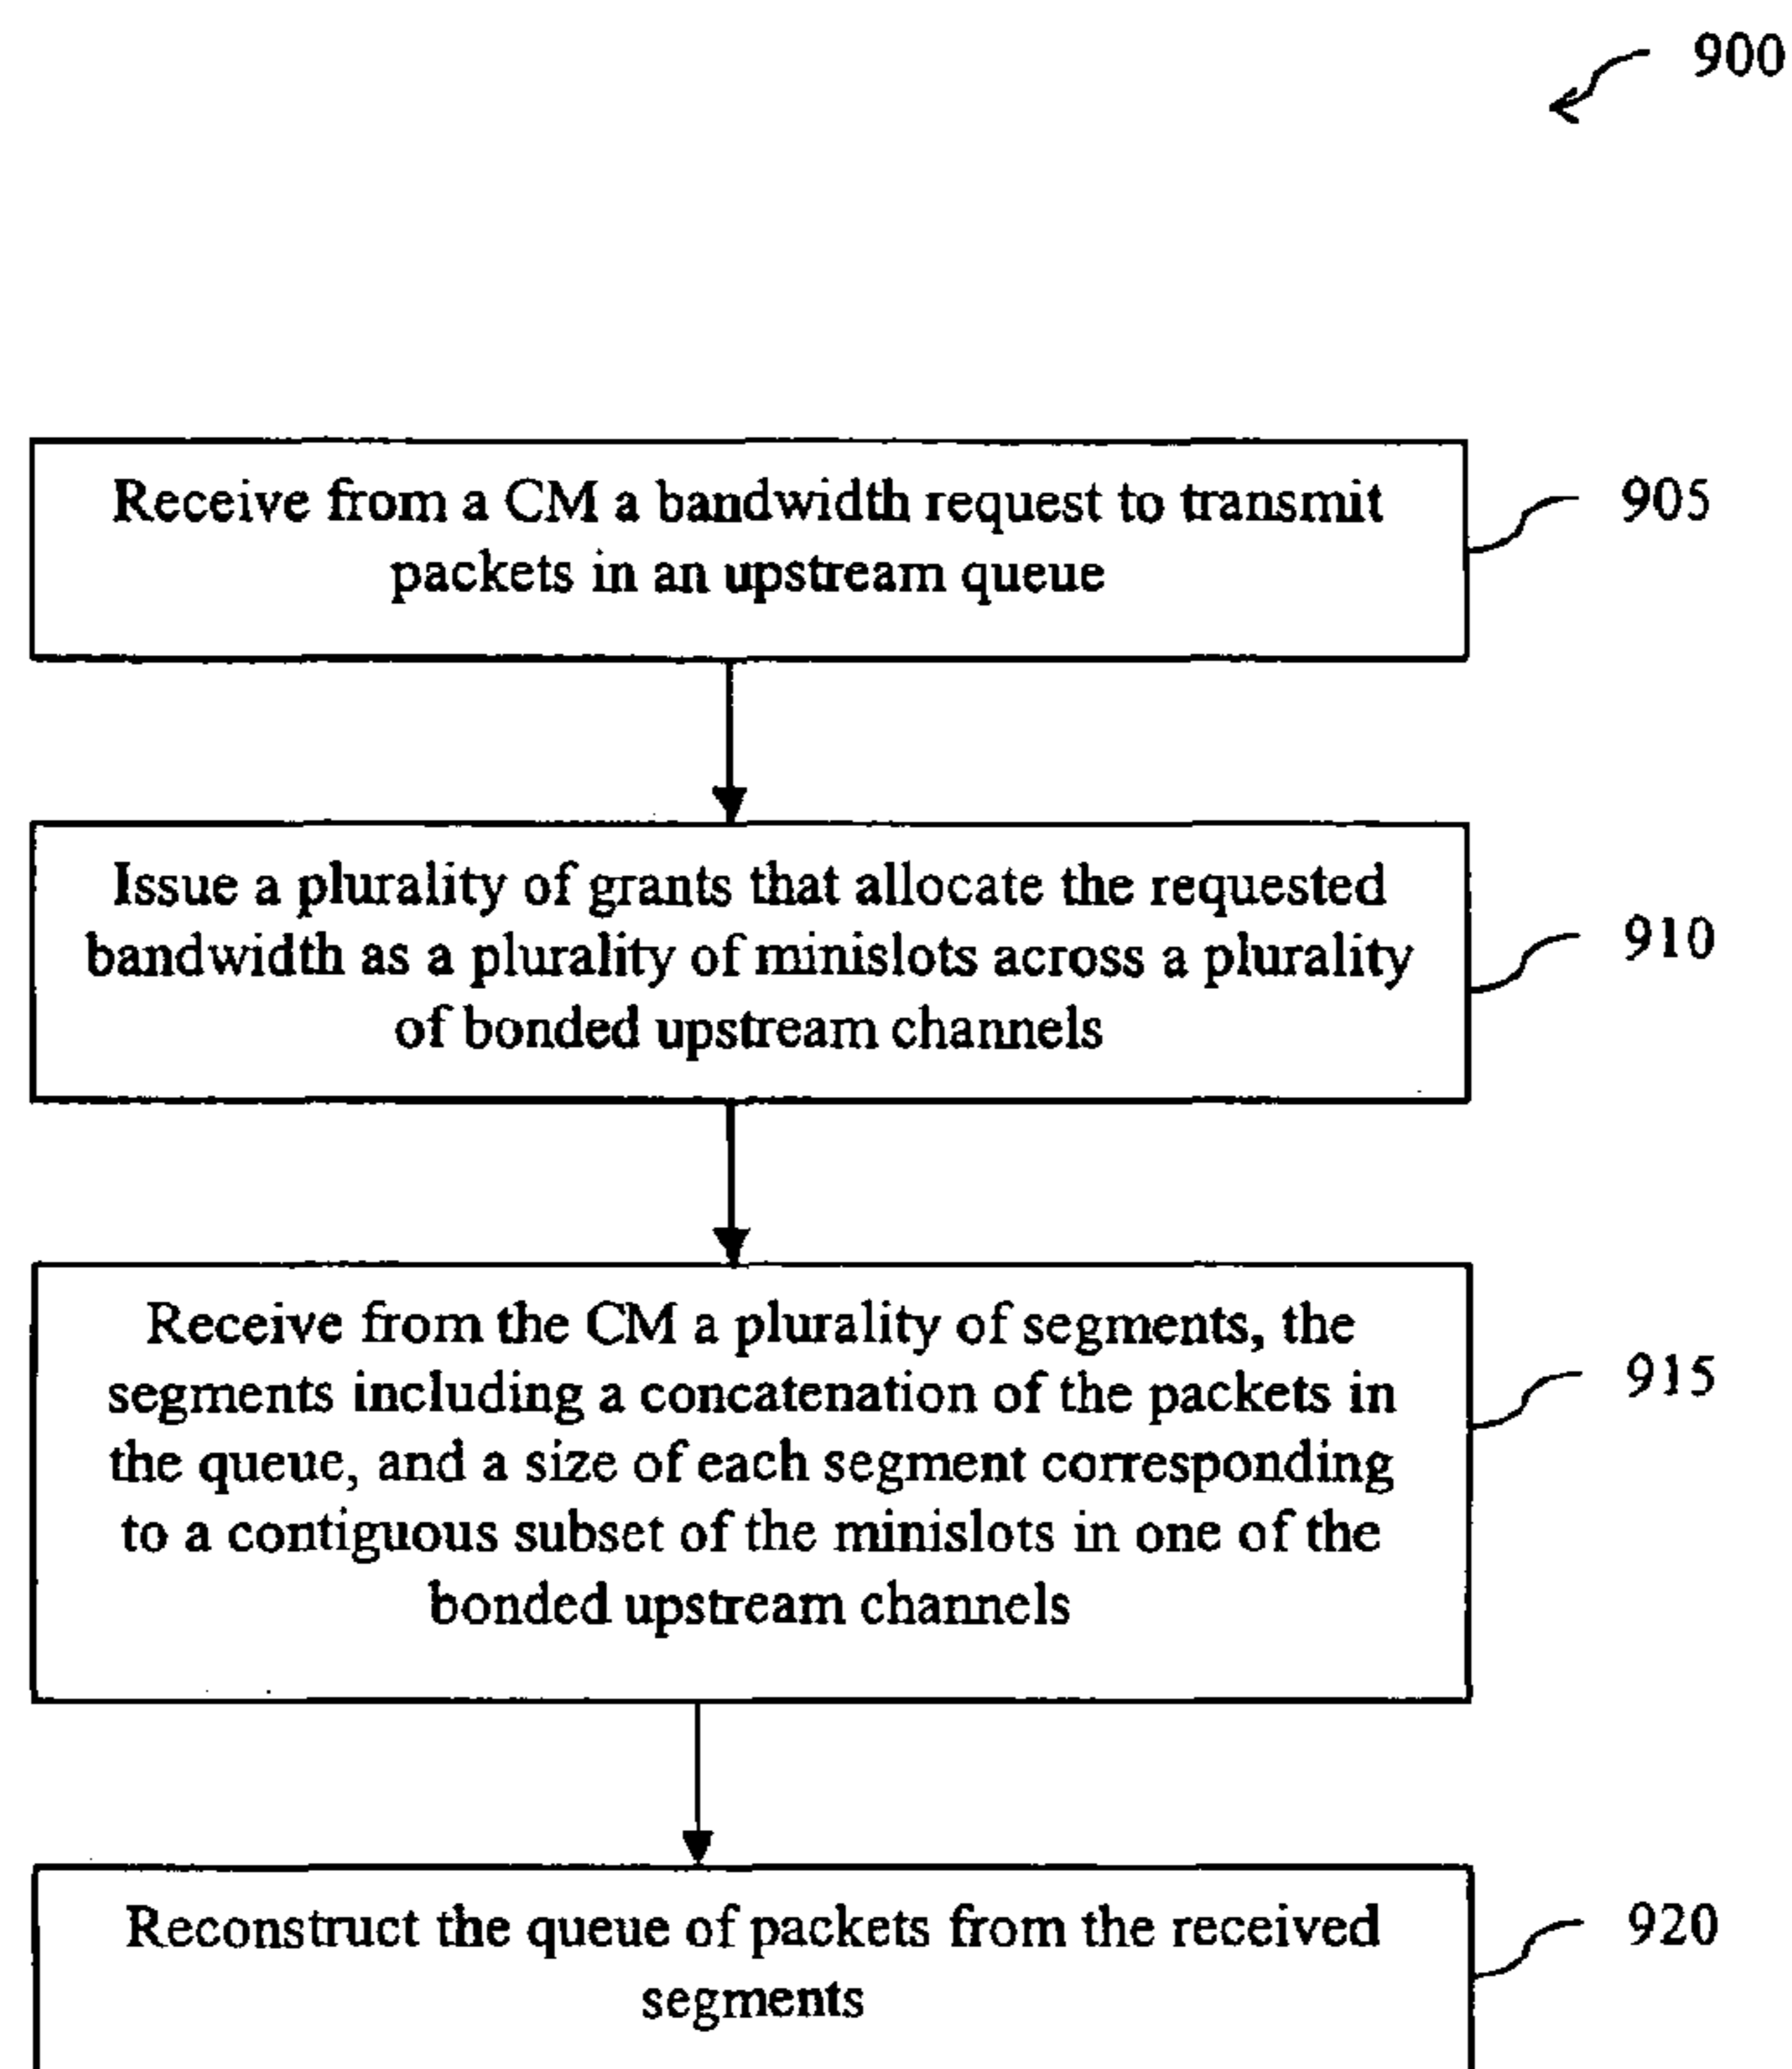 900
Receive from a CM a bandwidth request to transmit
packets in an upstream queue
905
Issue a plurality of grants that allocate the requested
bandwidth as a plurality of minislots across a plurality
of bonded upstream channels
910
Receive from the CM a plurality of segments, the
segments including a concatenation of the packets in
the queue, and a size of each segment corresponding
to a contiguous subset of the minislots in one of the
bonded upstream channels
915
Reconstruct the queue of packets from the received
segments
920